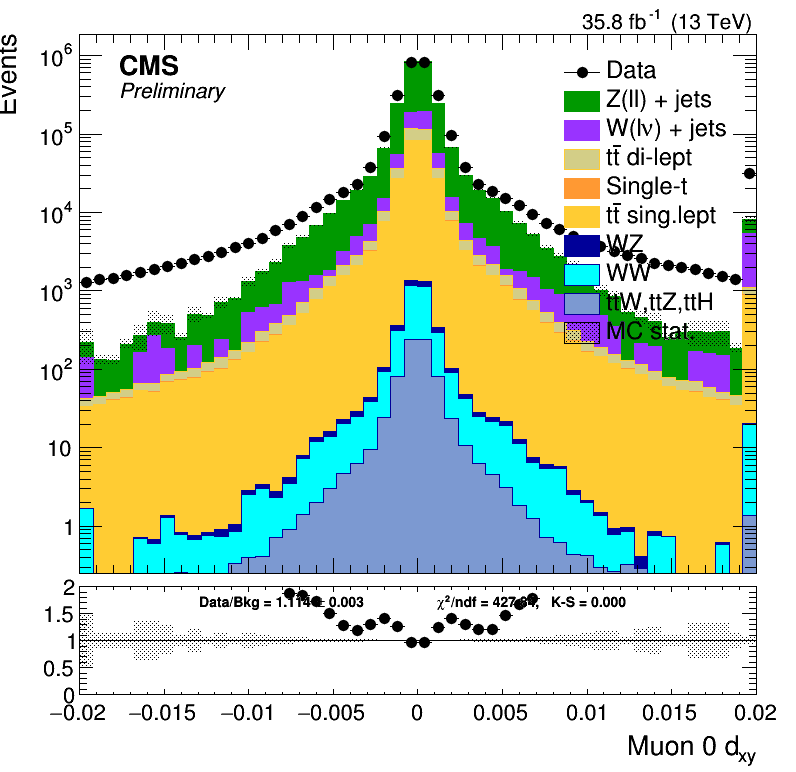 35.8 fb⁻¹ (13 TeV)
Events
CMS
Preliminary
Data
Z(ll) + jets
W(lν) + jets
tt̄ di-lept
Single-t
tt̄ sing.lept
WZ
WW
ttW,ttZ,ttH
MC stat.
10⁶
10⁵
10⁴
10³
10²
10
1
Data/Bkg = 1.114 ± 0.003 χ²/ndf = 427 K-S = 0.000
2
1.5
1
0.5
0
−0.02 −0.015 −0.01 −0.005 0 0.005 0.01 0.015 0.02
Muon 0 d_xy